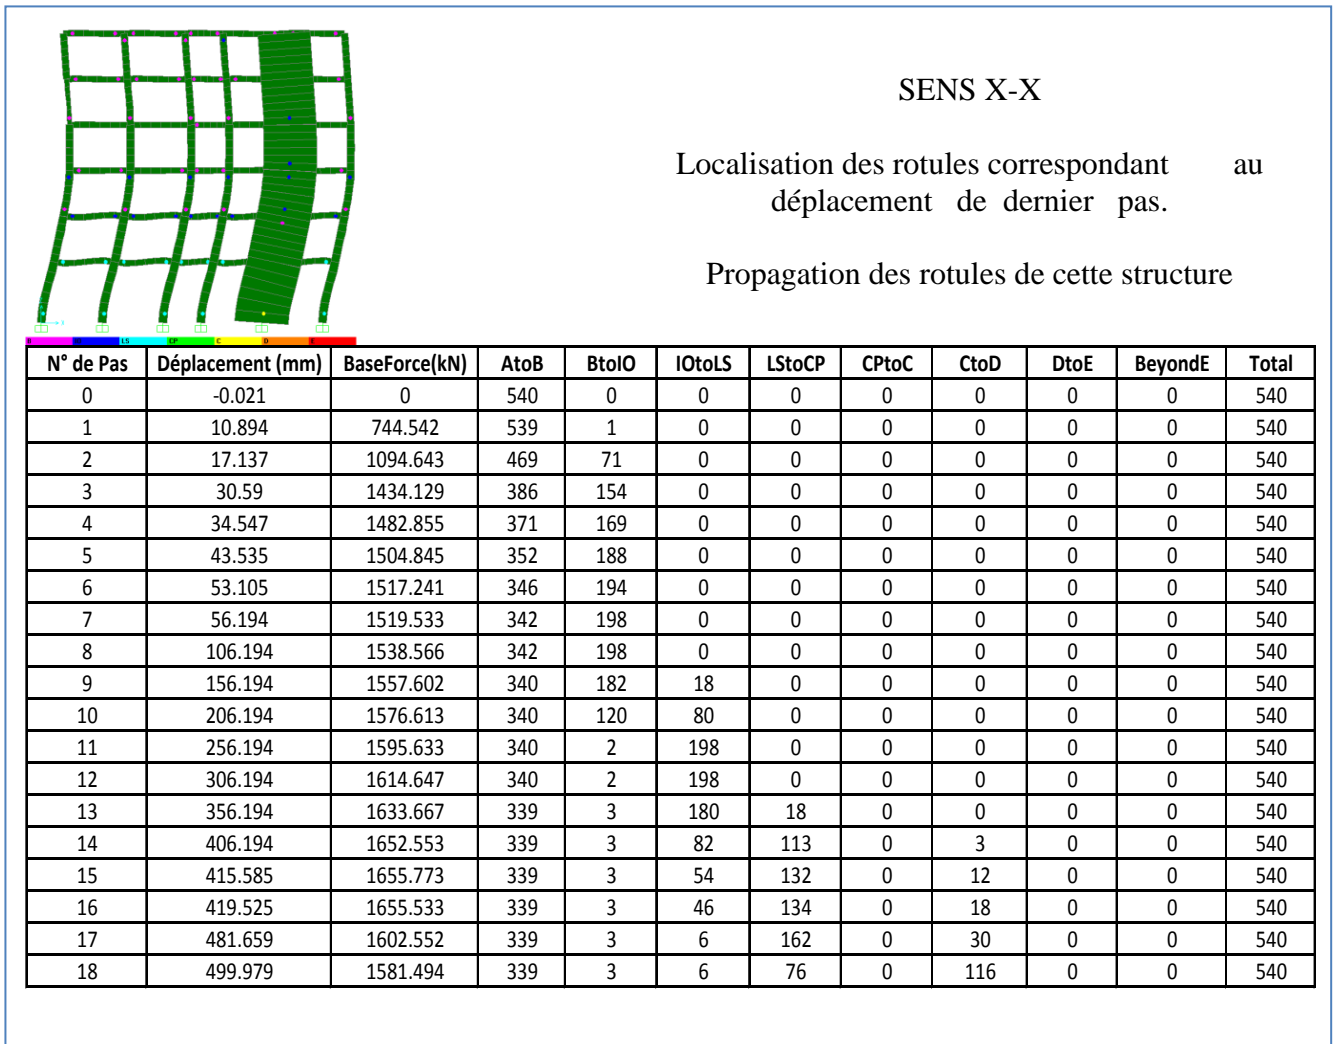 SENS X-X
Localisation des rotules correspondant au
déplacement de dernier pas.
Propagation des rotules de cette structure
B IO LS CP C D E
N° de Pas Déplacement (mm) BaseForce(kN) AtoB BtoIO IOtoLS LStoCP CPtoC CtoD DtoE BeyondE Total
0 -0.021 0 540 0 0 0 0 0 0 0 540
1 10.894 744.542 539 1 0 0 0 0 0 0 540
2 17.137 1094.643 469 71 0 0 0 0 0 0 540
3 30.59 1434.129 386 154 0 0 0 0 0 0 540
4 34.547 1482.855 371 169 0 0 0 0 0 0 540
5 43.535 1504.845 352 188 0 0 0 0 0 0 540
6 53.105 1517.241 346 194 0 0 0 0 0 0 540
7 56.194 1519.533 342 198 0 0 0 0 0 0 540
8 106.194 1538.566 342 198 0 0 0 0 0 0 540
9 156.194 1557.602 340 182 18 0 0 0 0 0 540
10 206.194 1576.613 340 120 80 0 0 0 0 0 540
11 256.194 1595.633 340 2 198 0 0 0 0 0 540
12 306.194 1614.647 340 2 198 0 0 0 0 0 540
13 356.194 1633.667 339 3 180 18 0 0 0 0 540
14 406.194 1652.553 339 3 82 113 0 3 0 0 540
15 415.585 1655.773 339 3 54 132 0 12 0 0 540
16 419.525 1655.533 339 3 46 134 0 18 0 0 540
17 481.659 1602.552 339 3 6 162 0 30 0 0 540
18 499.979 1581.494 339 3 6 76 0 116 0 0 540